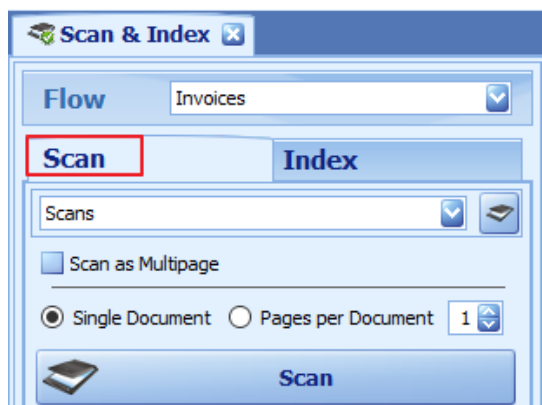 Scan & Index
Flow Invoices
Scan Index
Scans
Scan as Multipage
Single Document Pages per Document 1
Scan